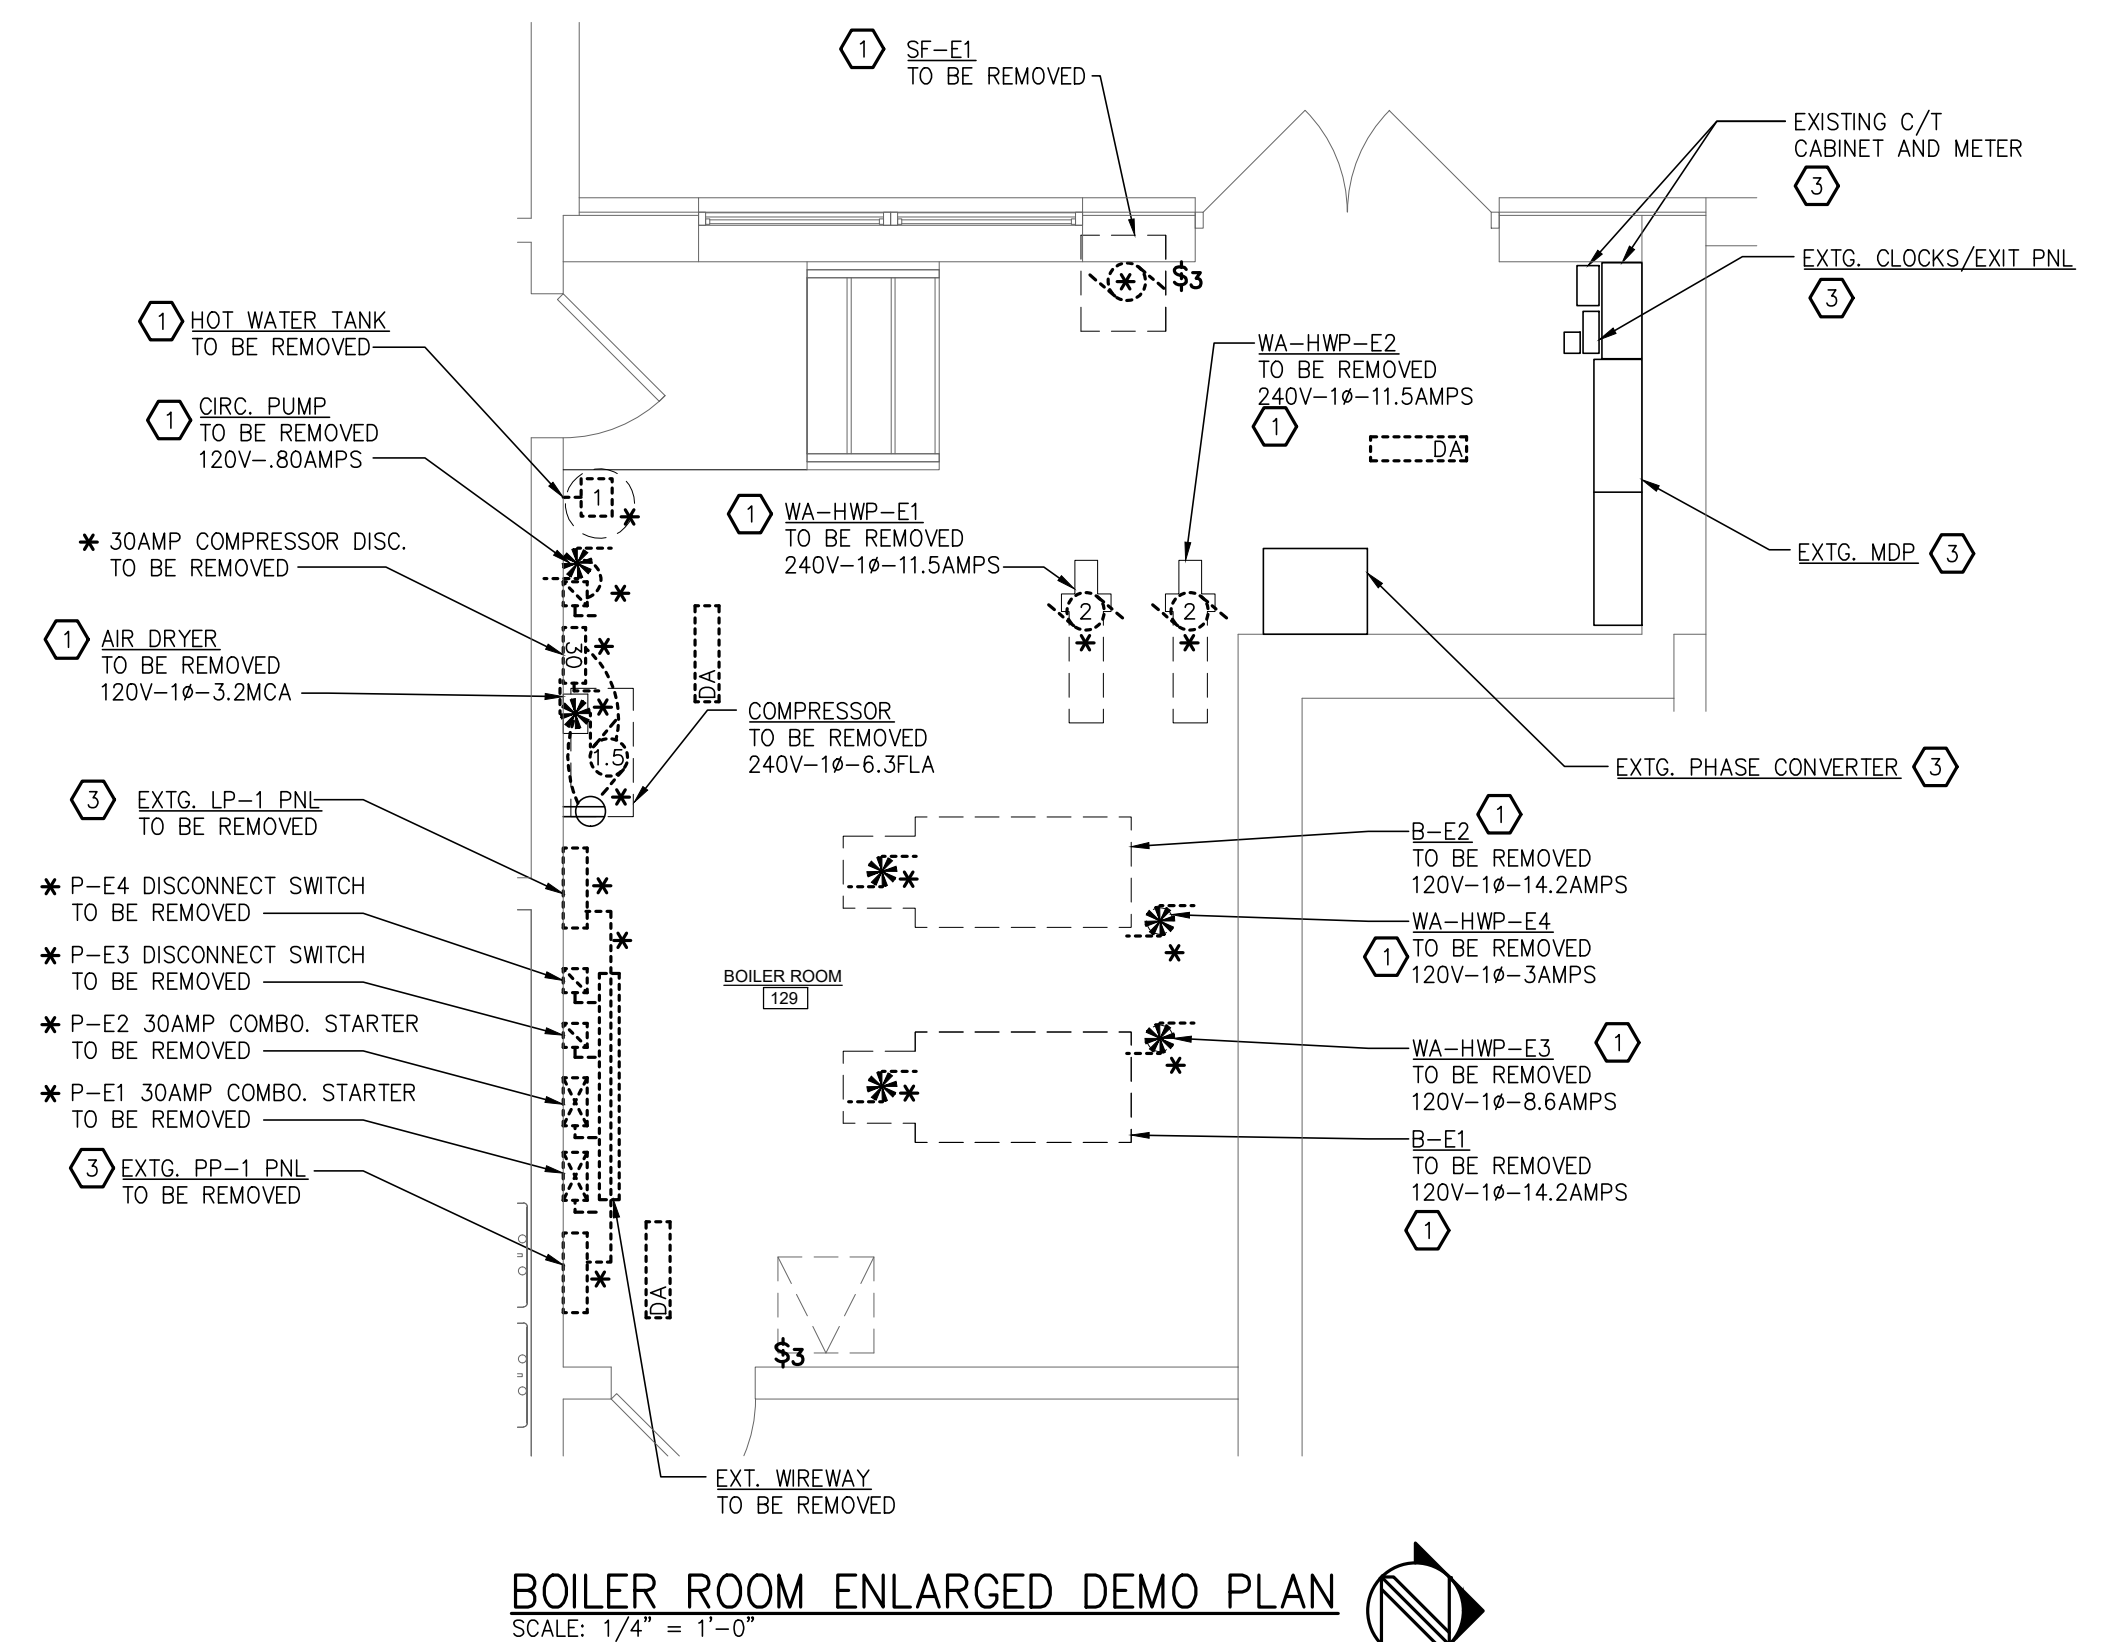 1
SF-E1
TO BE REMOVED
EXISTING C/T
CABINET AND METER
3
EXTG. CLOCKS/EXIT PNL
3
$3
1
HOT WATER TANK
TO BE REMOVED
1
CIRC. PUMP
TO BE REMOVED
120V-.80AMPS
WA-HWP-E2
TO BE REMOVED
240V-1ø-11.5AMPS
1
DA
1
1
WA-HWP-E1
TO BE REMOVED
240V-1ø-11.5AMPS
* 30AMP COMPRESSOR DISC.
TO BE REMOVED
EXTG. MDP
3
2
2
30
DA
1
AIR DRYER
TO BE REMOVED
120V-1ø-3.2MCA
COMPRESSOR
TO BE REMOVED
240V-1ø-6.3FLA
1.5
EXTG. PHASE CONVERTER
3
3
EXTG. LP-1 PNL
TO BE REMOVED
1
B-E2
TO BE REMOVED
120V-1ø-14.2AMPS
* P-E4 DISCONNECT SWITCH
TO BE REMOVED
WA-HWP-E4
TO BE REMOVED
120V-1ø-3AMPS
1
* P-E3 DISCONNECT SWITCH
TO BE REMOVED
BOILER ROOM
129
* P-E2 30AMP COMBO. STARTER
TO BE REMOVED
WA-HWP-E3
TO BE REMOVED
120V-1ø-8.6AMPS
1
* P-E1 30AMP COMBO. STARTER
TO BE REMOVED
B-E1
TO BE REMOVED
120V-1ø-14.2AMPS
1
3
EXTG. PP-1 PNL
TO BE REMOVED
DA
$3
EXT. WIREWAY
TO BE REMOVED
BOILER ROOM ENLARGED DEMO PLAN
SCALE: 1/4" = 1'-0"
N